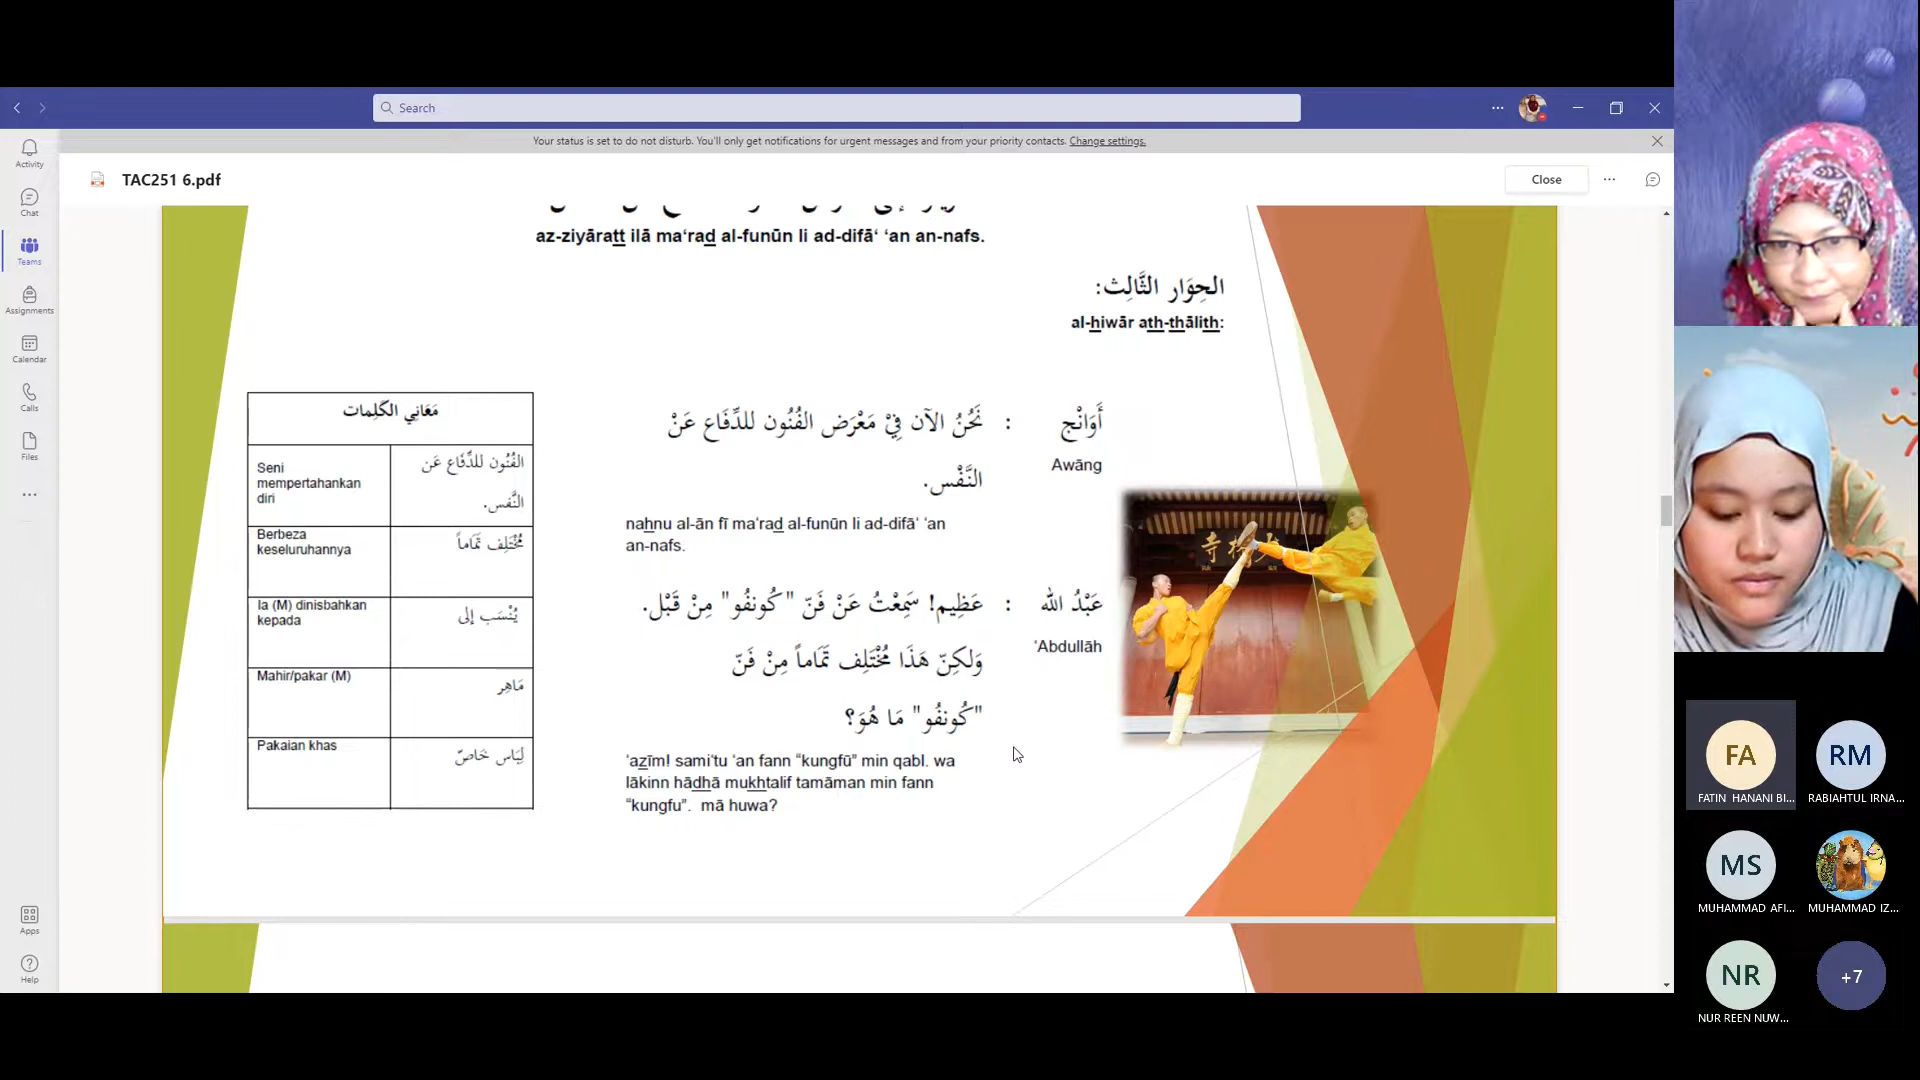 Search
Your status is set to do not disturb. You'll only get notifications for urgent messages and from your priority contacts. Change settings.
TAC251 6.pdf
Close
Activity
Chat
Teams
Assignments
Calendar
Calls
Files
Apps
Help
az-ziyāratt ilā ma‘rad al-funūn li ad-difā‘ ‘an an-nafs.
الحِوَار الثَّالِث:
al-hiwār ath-thālith:
مَعَانِي الكَلِمات
Seni mempertahankan diri
الفُنُون للدِّفَاع عَن
النَّفس.
Berbeza keseluruhannya
مُخْتَلِف تَمَاماً
Ia (M) dinisbahkan kepada
يُنْسَب إلى
Mahir/pakar (M)
مَاهِر
Pakaian khas
لِبَاس خَاصّ
أَوَانْج : نَحْنُ الآن فِيْ مَعْرَض الفُنُون للدِّفَاع عَنْ
Awāng
النَّفْس.
nahnu al-ān fī ma‘rad al-funūn li ad-difā‘ ‘an
an-nafs.
عَبْدُ الله : عَظِيم! سَمِعْتُ عَنْ فَنّ "كُونفُو" مِنْ قَبْل.
‘Abdullāh
وَلكِنّ هَذَا مُخْتَلِف تَمَاماً مِنْ فَنّ
"كُونفُو" مَا هُوَ؟
‘azīm! sami‘tu ‘an fann “kungfū” min qabl. wa
lākinn hādhā mukhtalif tamāman min fann
“kungfu”. mā huwa?
寺林少
FA
FATIN HANANI BI...
RM
RABIAHTUL IRNA...
MS
MUHAMMAD AFI...
MUHAMMAD IZ...
NR
NUR REEN NUW...
+7